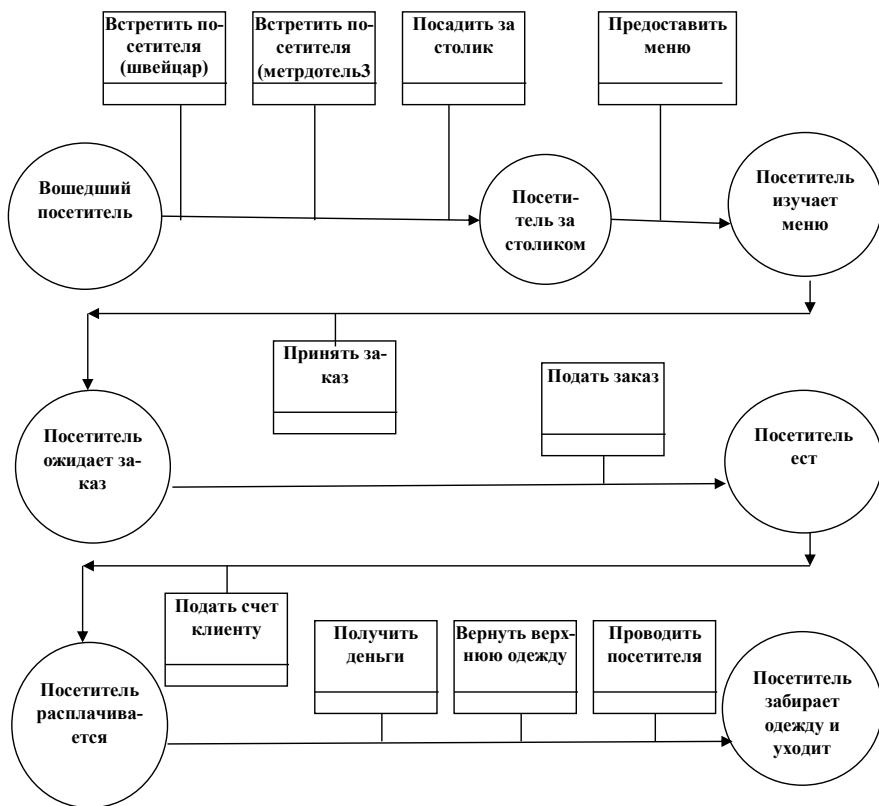 Встретить по-
сетителя
(швейцар)
Встретить по-
сетителя
(метрдотель3
Посадить за
столик
Предоставить
меню
Вошедший
посетитель
Посети-
тель за
столиком
Посетитель
изучает
меню
Принять за-
каз
Подать заказ
Посетитель
ожидает за-
каз
Посетитель
ест
Подать счет
клиенту
Получить
деньги
Вернуть верх-
нюю одежду
Проводить
посетителя
Посетитель
расплачива-
ется
Посетитель
забирает
одежду и
уходит